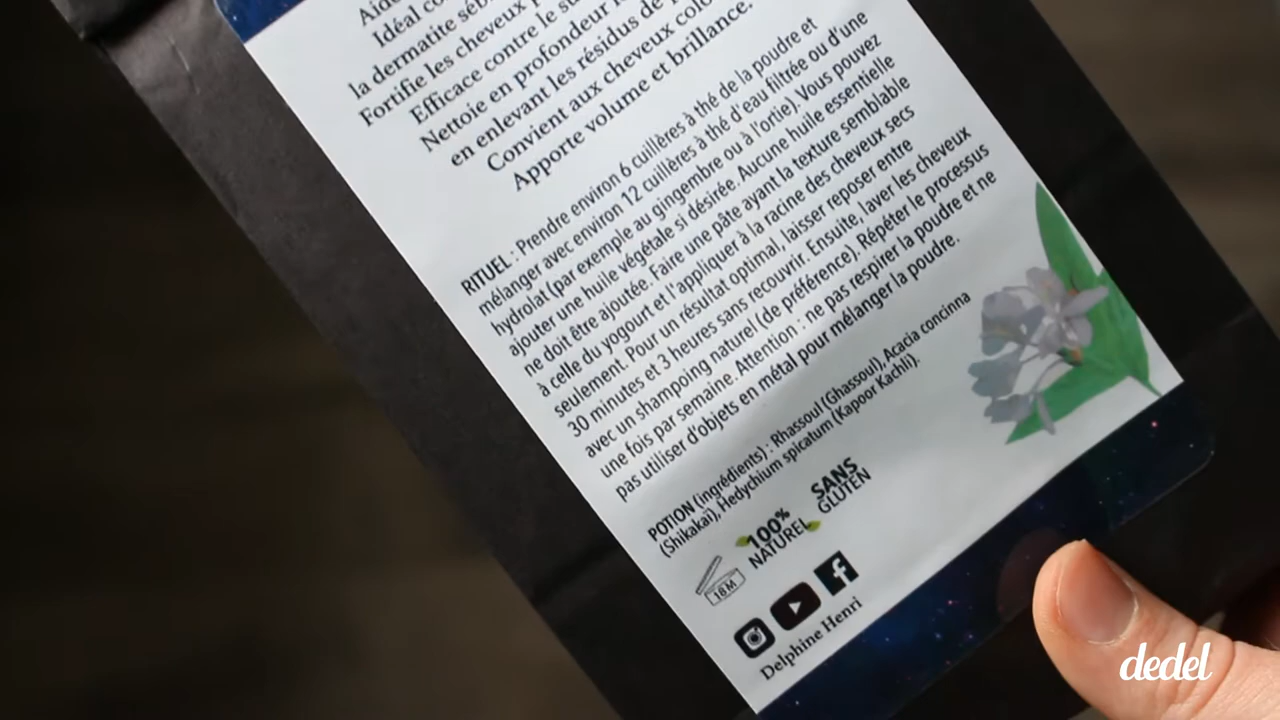 Aide
Idéal co
la dermatite séb
Fortifie les cheveux
Efficace contre le
Nettoie en profondeur
en enlevant les résidus de
Convient aux cheveux colo
Apporte volume et brillance.
RITUEL : Prendre environ 6 cuillères à thé de la poudre et
mélanger avec environ 12 cuillères à thé d'eau filtrée ou d'une
hydrolat (par exemple au gingembre ou à l'ortie). Vous pouvez
ajouter une huile végétale si désirée. Aucune huile essentielle
ne doit être ajoutée. Faire une pâte ayant la texture semblable
à celle du yogourt et l'appliquer à la racine des cheveux secs
seulement. Pour un résultat optimal, laisser reposer entre
30 minutes et 3 heures sans recouvrir. Ensuite, laver les cheveux
avec un shampoing naturel (de préférence). Répéter le processus
une fois par semaine. Attention : ne pas respirer la poudre et ne
pas utiliser d'objets en métal pour mélanger la poudre.
POTION (ingrédients) : Rhassoul (Ghassoul), Acacia concinna
(Shikakaï), Hedychium spicatum (Kapoor Kachli).
18M
100%
NATUREL
SANS
GLUTEN
Delphine Henri
dedel